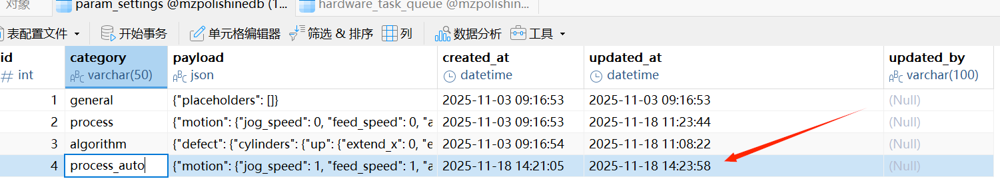 对象 param_settings @mzpolishinedb (1... hardware_task_queue @mzpolishin...
表配置文件 开始事务 单元格编辑器 筛选 & 排序 列 数据分析 工具
id category payload created_at updated_at updated_by
# int ABC varchar(50) ABC json datetime datetime ABC varchar(100)
1 general {"placeholders": []} 2025-11-03 09:16:53 2025-11-03 09:16:53 (Null)
2 process {"motion": {"jog_speed": 0, "feed_speed": 0, "a 2025-11-03 09:16:53 2025-11-18 11:23:44 (Null)
3 algorithm {"defect": {"cylinders": {"up": {"extend_x": 0, "e 2025-11-03 09:16:54 2025-11-18 11:08:22 (Null)
4 process_auto {"motion": {"jog_speed": 1, "feed_speed": 1, "a 2025-11-18 14:21:05 2025-11-18 14:23:58 (Null)